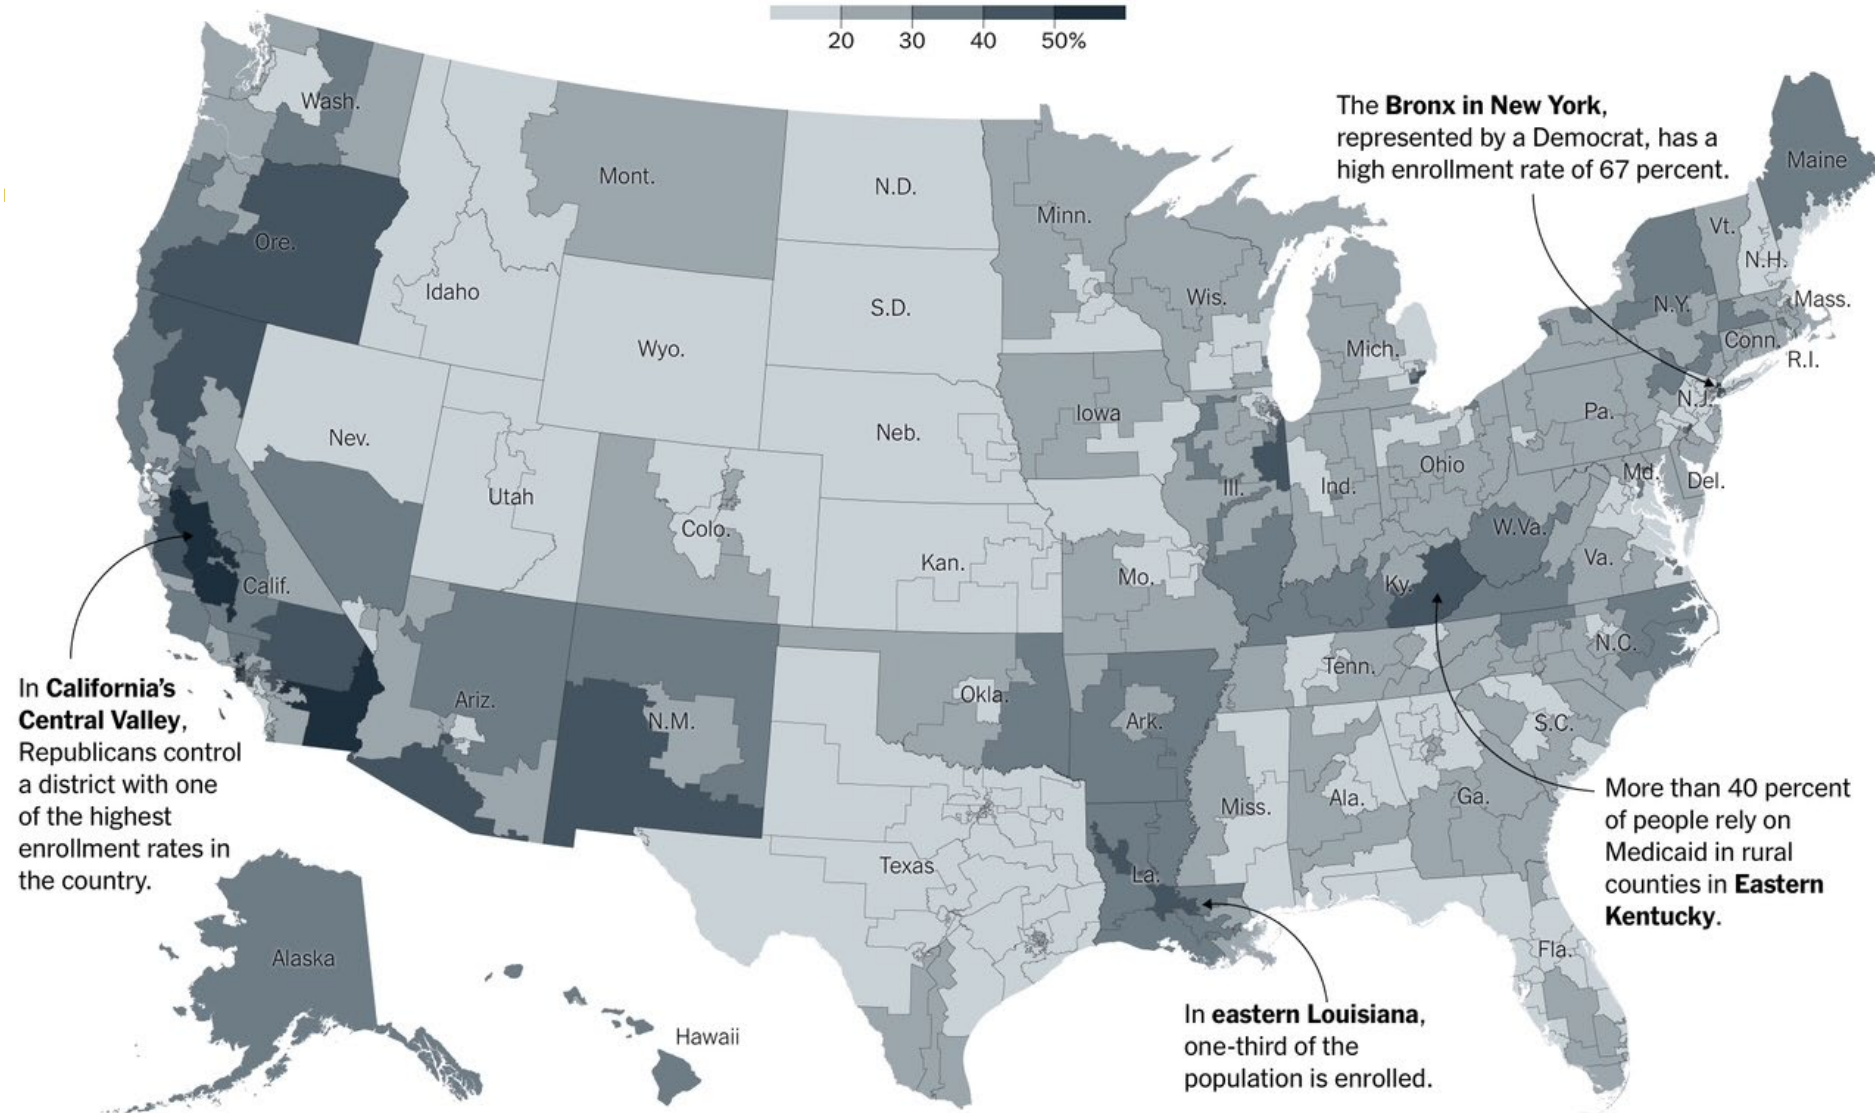 20 30 40 50%
The Bronx in New York,
represented by a Democrat, has a
high enrollment rate of 67 percent.
Wash.
Mont.
N.D.
Minn.
Maine
Ore.
Idaho
S.D.
Wis.
Vt.
N.H.
Wyo.
Mich.
N.Y.
Mass.
Conn.
R.I.
Nev.
Neb.
Iowa
Pa.
N.J.
Utah
Colo.
Ill.
Ind.
Ohio
Md.
Del.
Calif.
Kan.
Mo.
Ky.
W.Va.
Va.
Ariz.
N.M.
Okla.
Ark.
Tenn.
N.C.
S.C.
Texas
La.
Miss.
Ala.
Ga.
Fla.
Alaska
Hawaii
In California's
Central Valley,
Republicans control
a district with one
of the highest
enrollment rates in
the country.
More than 40 percent
of people rely on
Medicaid in rural
counties in Eastern
Kentucky.
In eastern Louisiana,
one-third of the
population is enrolled.